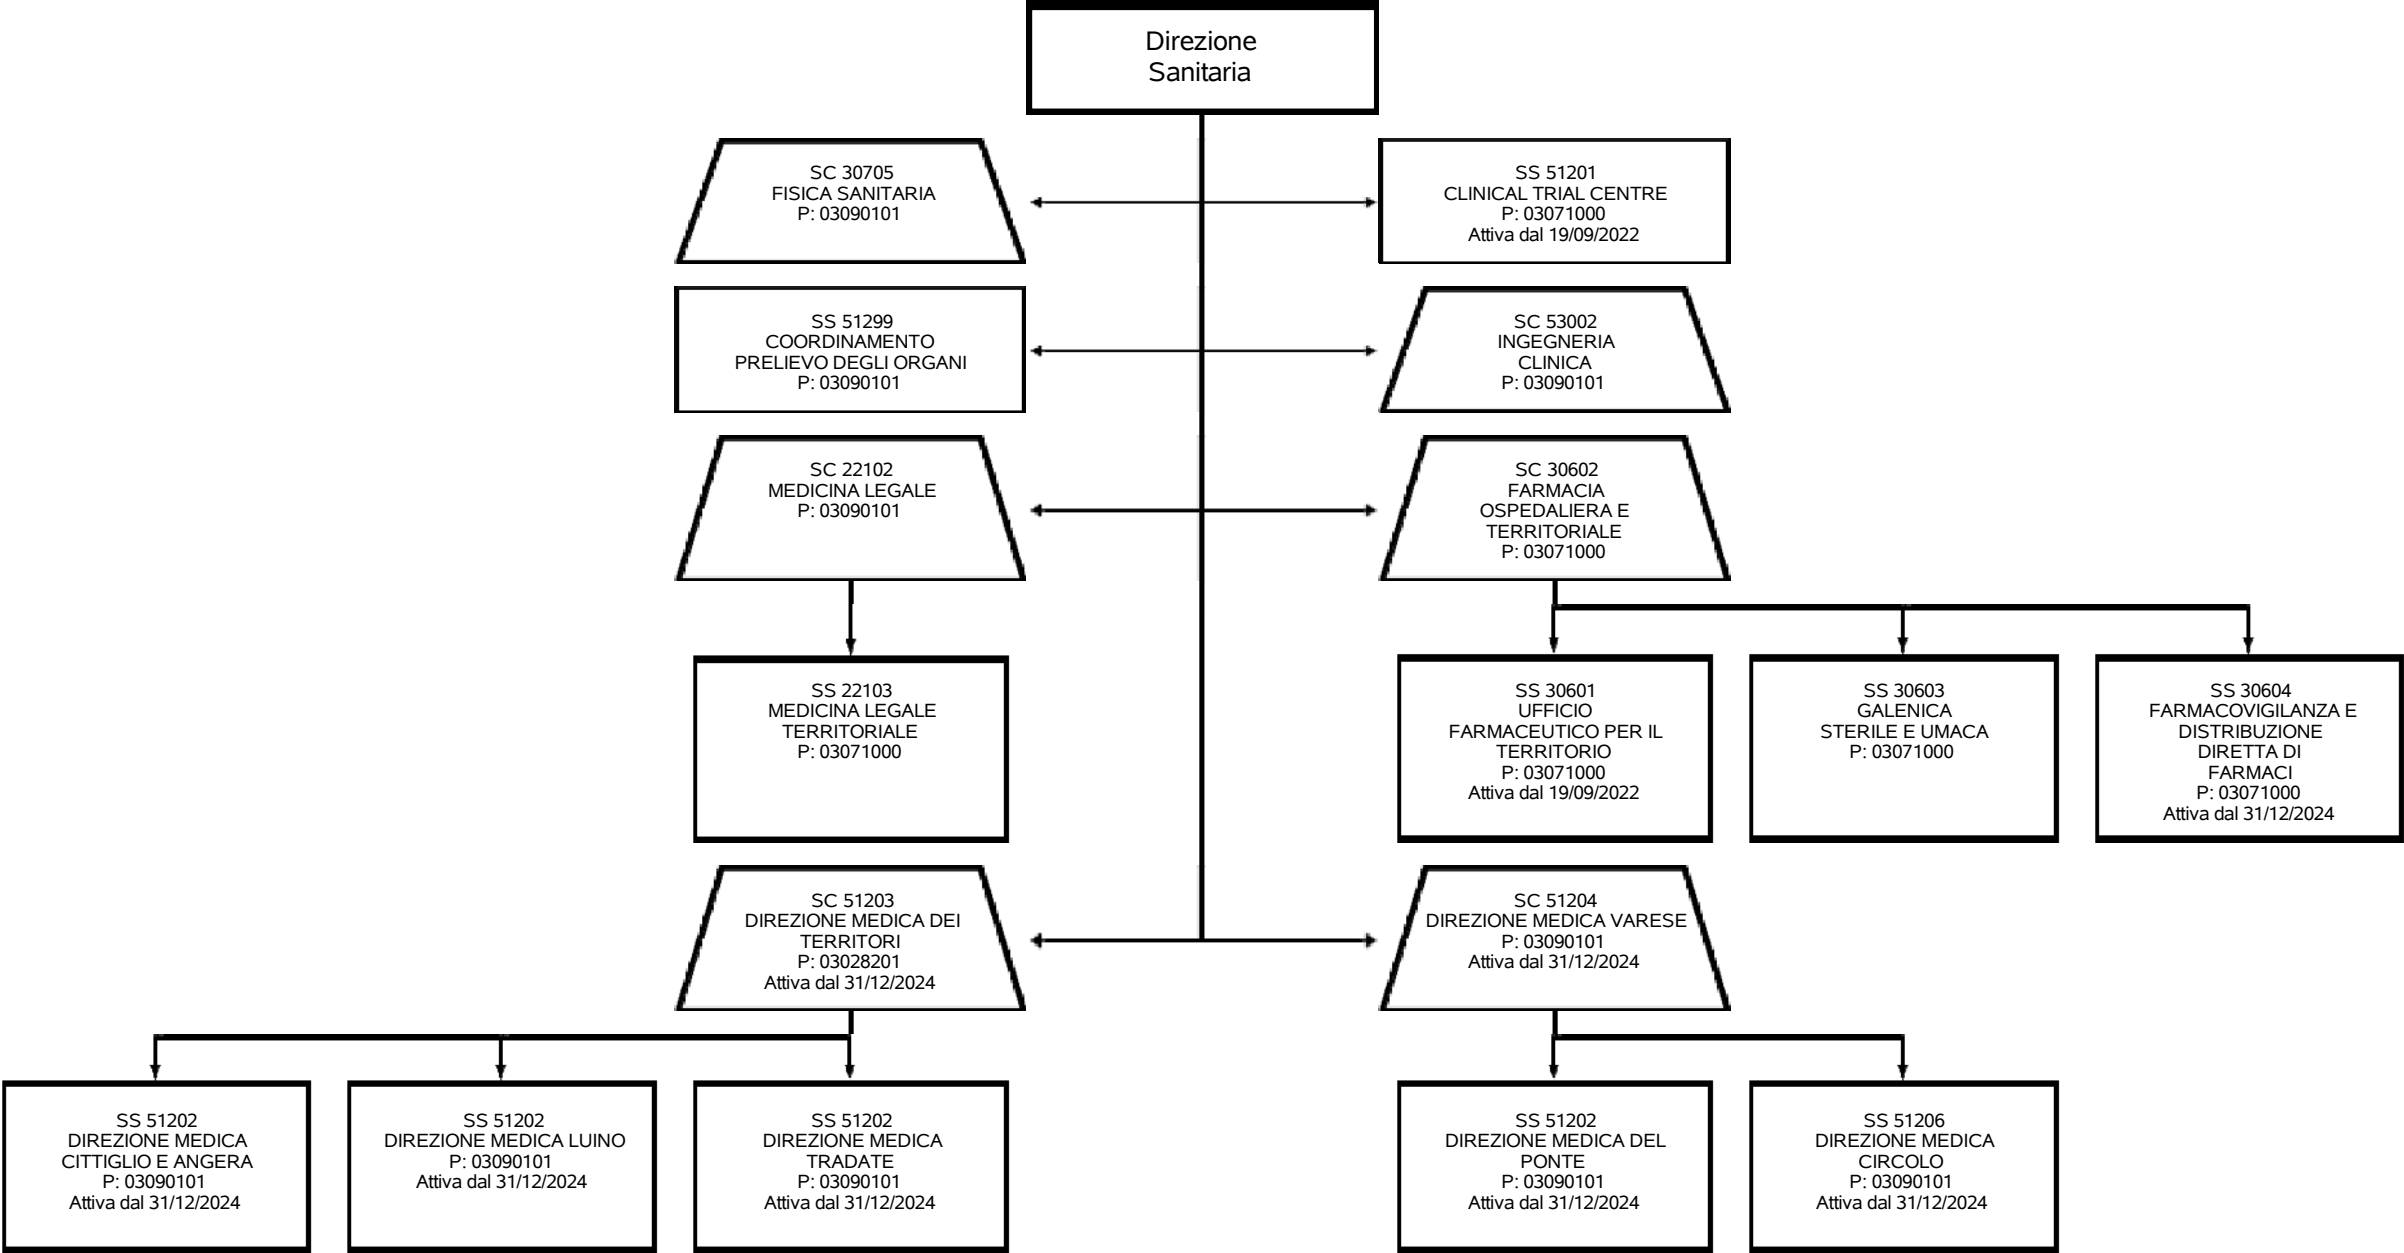 Direzione
Sanitaria
SC 30705
FISICA SANITARIA
P: 03090101
SS 51201
CLINICAL TRIAL CENTRE
P: 03071000
Attiva dal 19/09/2022
SS 51299
COORDINAMENTO
PRELIEVO DEGLI ORGANI
P: 03090101
SC 53002
INGEGNERIA
CLINICA
P: 03090101
SC 22102
MEDICINA LEGALE
P: 03090101
SC 30602
FARMACIA
OSPEDALIERA E
TERRITORIALE
P: 03071000
SS 22103
MEDICINA LEGALE
TERRITORIALE
P: 03071000
SS 30601
UFFICIO
FARMACEUTICO PER IL
TERRITORIO
P: 03071000
Attiva dal 19/09/2022
SS 30603
GALENICA
STERILE E UMACA
P: 03071000
SS 30604
FARMACOVIGILANZA E
DISTRIBUZIONE
DIRETTA DI
FARMACI
P: 03071000
Attiva dal 31/12/2024
SC 51203
DIREZIONE MEDICA DEI
TERRITORI
P: 03028201
Attiva dal 31/12/2024
SC 51204
DIREZIONE MEDICA VARESE
P: 03090101
Attiva dal 31/12/2024
SS 51202
DIREZIONE MEDICA
CITTIGLIO E ANGERA
P: 03090101
Attiva dal 31/12/2024
SS 51202
DIREZIONE MEDICA LUINO
P: 03090101
Attiva dal 31/12/2024
SS 51202
DIREZIONE MEDICA
TRADATE
P: 03090101
Attiva dal 31/12/2024
SS 51202
DIREZIONE MEDICA DEL
PONTE
P: 03090101
Attiva dal 31/12/2024
SS 51206
DIREZIONE MEDICA
CIRCOLO
P: 03090101
Attiva dal 31/12/2024